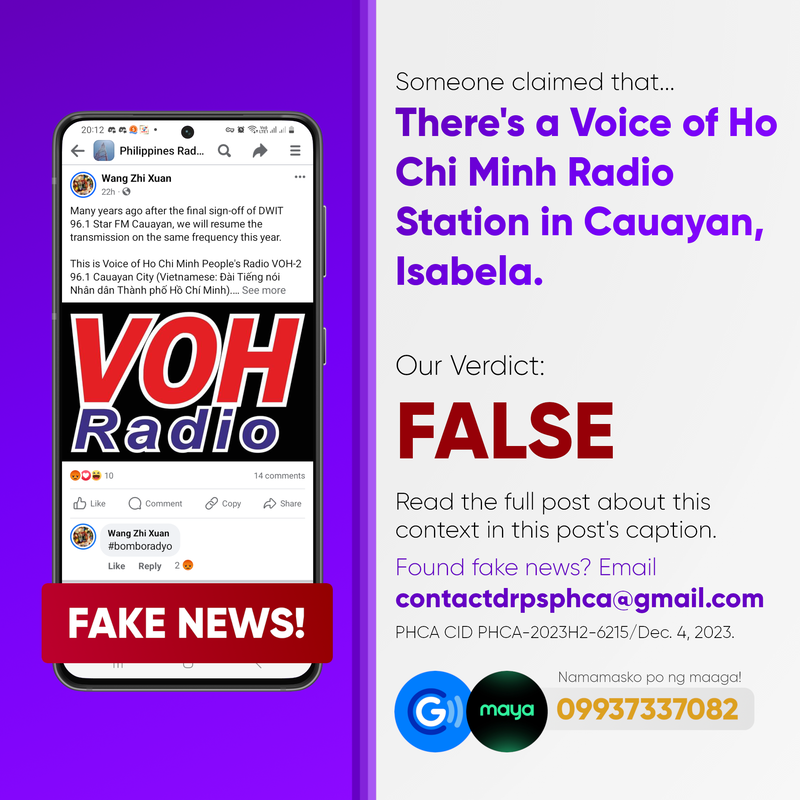 20:12
Philippines Rad...
Wang Zhi Xuan
22h
Many years ago after the final sign-off of DWIT
96.1 Star FM Cauayan, we will resume the
transmission on the same frequency this year.
This is Voice of Ho Chi Minh People's Radio VOH-2
96.1 Cauayan City (Vietnamese: Đài Tiếng nói
Nhân dân Thành phố Hồ Chí Minh).... See more
VOH
Radio
10
14 comments
Like Comment Copy Share
Wang Zhi Xuan
#bomboradyo
Like Reply 2
FAKE NEWS!
Someone claimed that...
There's a Voice of Ho
Chi Minh Radio
Station in Cauayan,
Isabela.
Our Verdict:
FALSE
Read the full post about this
context in this post's caption.
Found fake news? Email
contactdrpsphca@gmail.com
PHCA CID PHCA-2023H2-6215/Dec. 4, 2023.
Namamasko po ng maaga!
G maya 09937337082